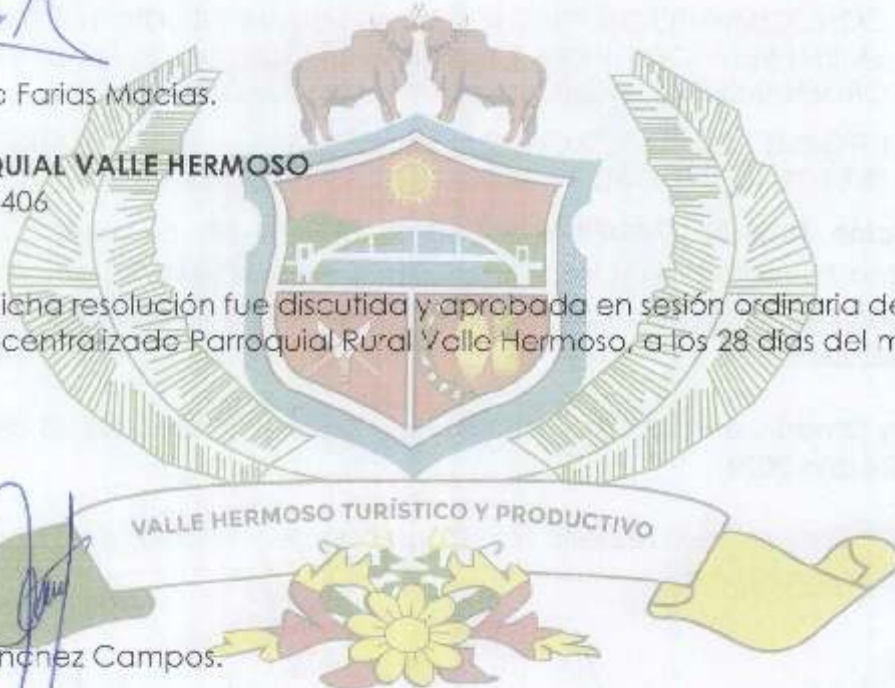 Farias Macías.
QUIAL VALLE HERMOSO
406
icha resolución fue discutida y aprobada en sesión ordinaria de
centralizado Parroquial Rural Valle Hermoso, a los 28 días del m
VALLE HERMOSO TURÍSTICO Y PRODUCTIVO
nchez Campos.